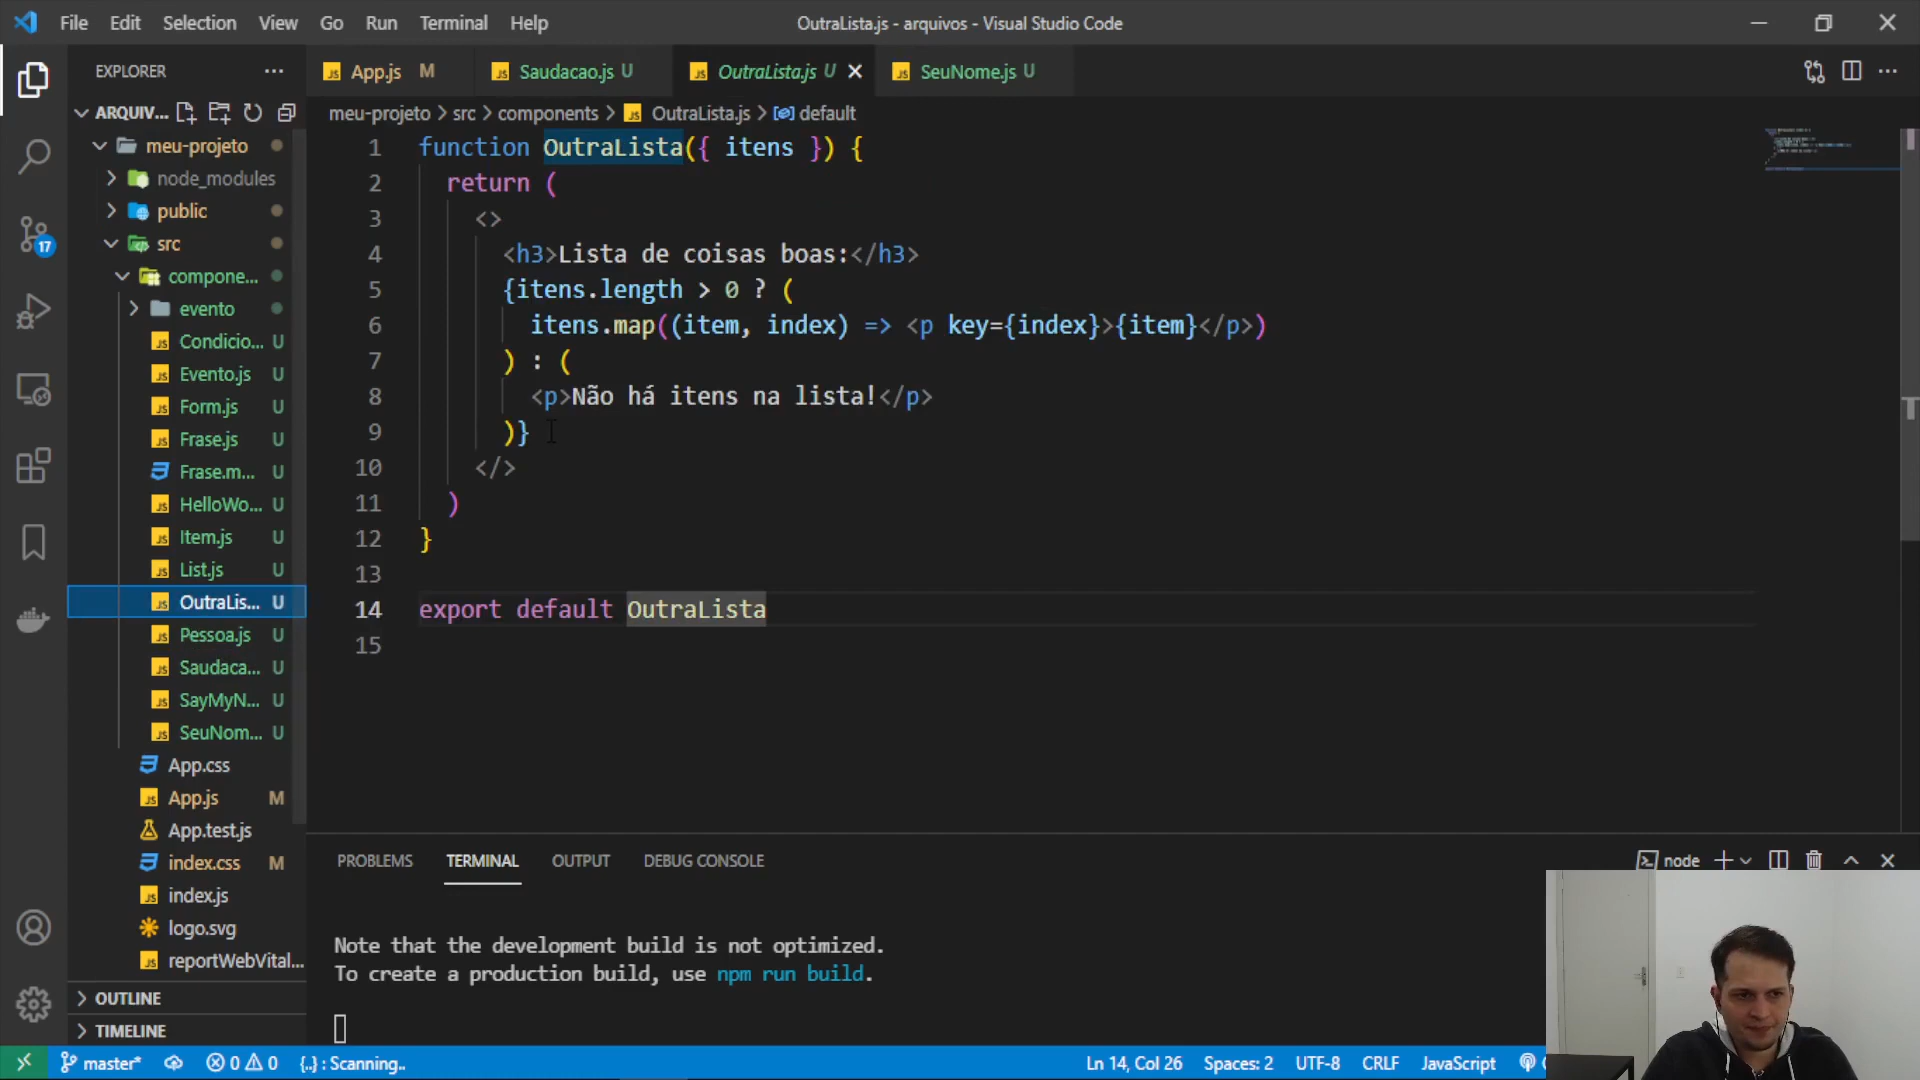 File Edit Selection View Go Run Terminal Help OutraLista.js - arquivos - Visual Studio Code
EXPLORER
App.js M Saudacao.js U OutraLista.js U SeuNome.js U
ARQUIV...
meu-projeto > src > components > OutraLista.js > default
meu-projeto
node_modules
public
src
compone...
evento
Condicio... U
Evento.js U
Form.js U
Frase.js U
Frase.m... U
HelloWo... U
Item.js U
List.js U
OutraLis... U
Pessoa.js U
Saudaca... U
SayMyN... U
SeuNom... U
App.css
App.js M
App.test.js
index.css M
index.js
logo.svg
reportWebVital...
OUTLINE
TIMELINE
17
1 function OutraLista({ itens }) {
2 return (
3 <>
4 <h3>Lista de coisas boas:</h3>
5 {itens.length > 0 ? (
6 itens.map((item, index) => <p key={index}>{item}</p>)
7 ) : (
8 <p>Não há itens na lista!</p>
9 )}
10 </>
11 )
12 }
13
14 export default OutraLista
15
PROBLEMS TERMINAL OUTPUT DEBUG CONSOLE
node
Note that the development build is not optimized.
To create a production build, use npm run build.
master* 0 0 {..} : Scanning.. Ln 14, Col 26 Spaces: 2 UTF-8 CRLF JavaScript